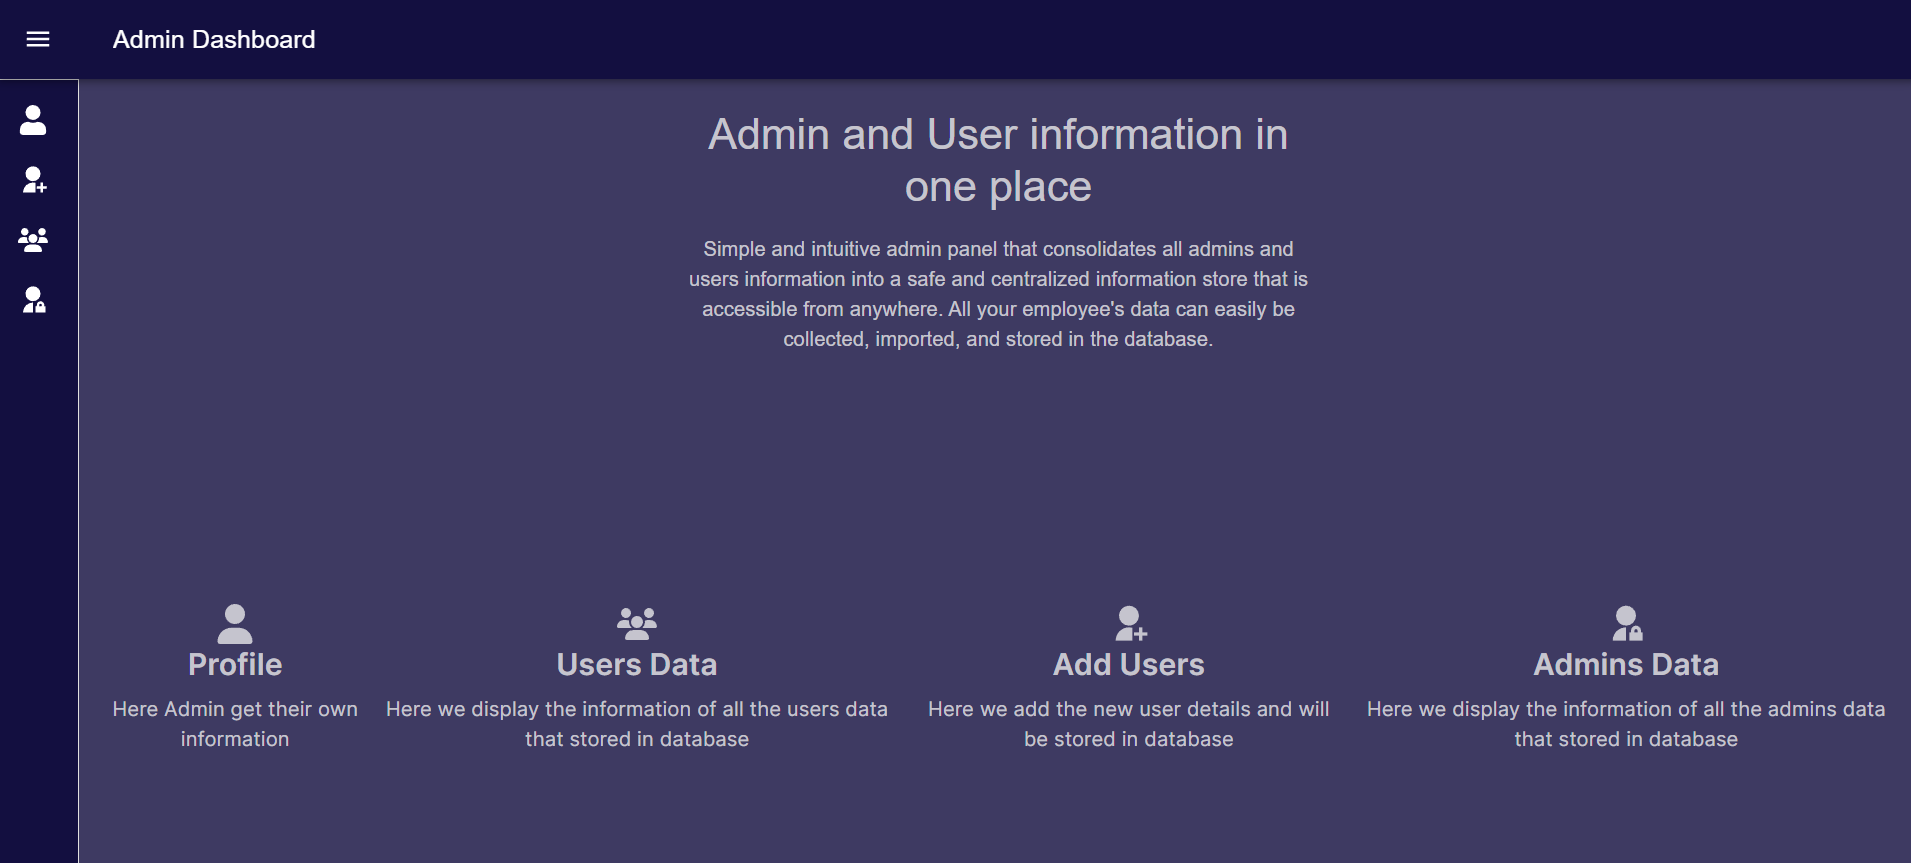 Admin Dashboard
Admin and User information in
one place
Simple and intuitive admin panel that consolidates all admins and
users information into a safe and centralized information store that is
accessible from anywhere. All your employee's data can easily be
collected, imported, and stored in the database.
Profile
Here Admin get their own
information
Users Data
Here we display the information of all the users data
that stored in database
Add Users
Here we add the new user details and will
be stored in database
Admins Data
Here we display the information of all the admins data
that stored in database